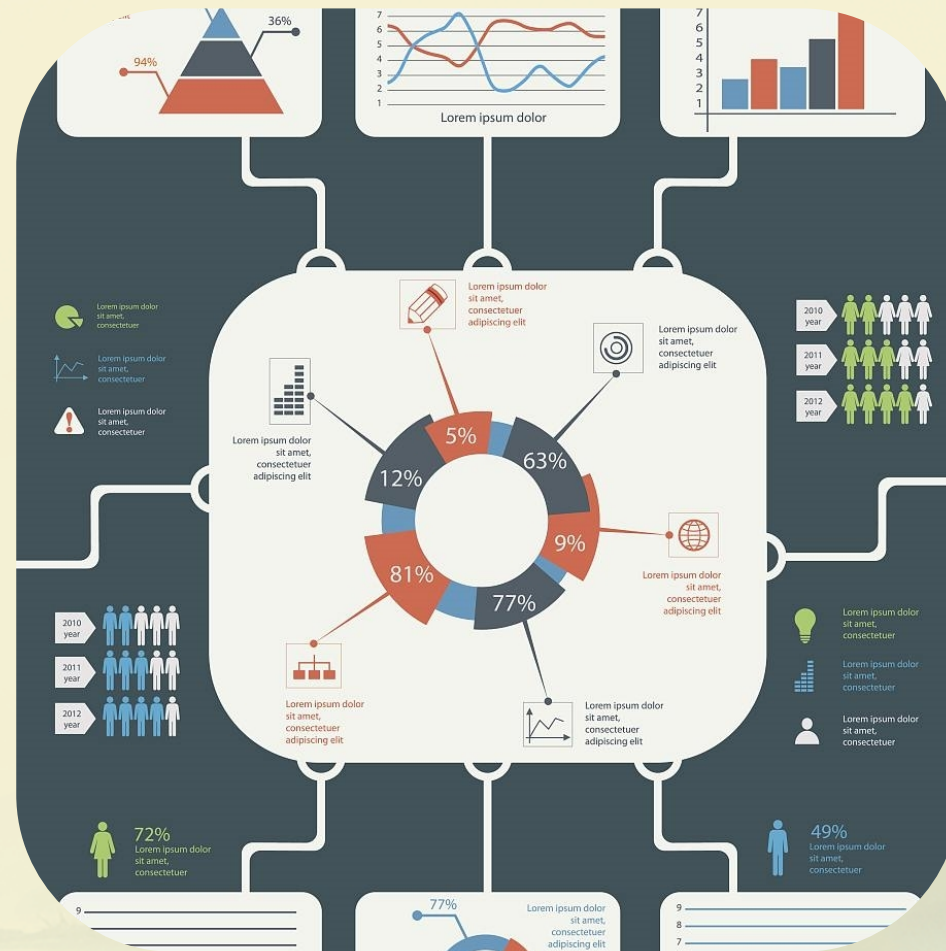 36%
94%
7
6
5
4
3
2
1
Lorem ipsum dolor
7
6
5
4
3
2
1
Lorem ipsum dolor
sit amet,
consectetuer
Lorem ipsum dolor
sit amet,
consectetuer
Lorem ipsum dolor
sit amet,
consectetuer
Lorem ipsum dolor
sit amet,
consectetuer
adipiscing elit
Lorem ipsum dolor
sit amet,
consectetuer
adipiscing elit
Lorem ipsum dolor
sit amet,
consectetuer
adipiscing elit
5%
63%
12%
9%
81%
77%
Lorem ipsum dolor
sit amet,
consectetuer
adipiscing elit
Lorem ipsum dolor
sit amet,
consectetuer
adipiscing elit
Lorem ipsum dolor
sit amet,
consectetuer
adipiscing elit
2010
year
2011
year
2012
year
2010
year
2011
year
2012
year
Lorem ipsum dolor
sit amet,
consectetuer
Lorem ipsum dolor
sit amet,
consectetuer
Lorem ipsum dolor
sit amet,
consectetuer
72%
Lorem ipsum dolor
sit amet,
consectetuer
49%
Lorem ipsum dolor
sit amet,
consectetuer
9
77%
Lorem ipsum dolor
sit amet,
consectetuer
adipiscing elit
9
8
7